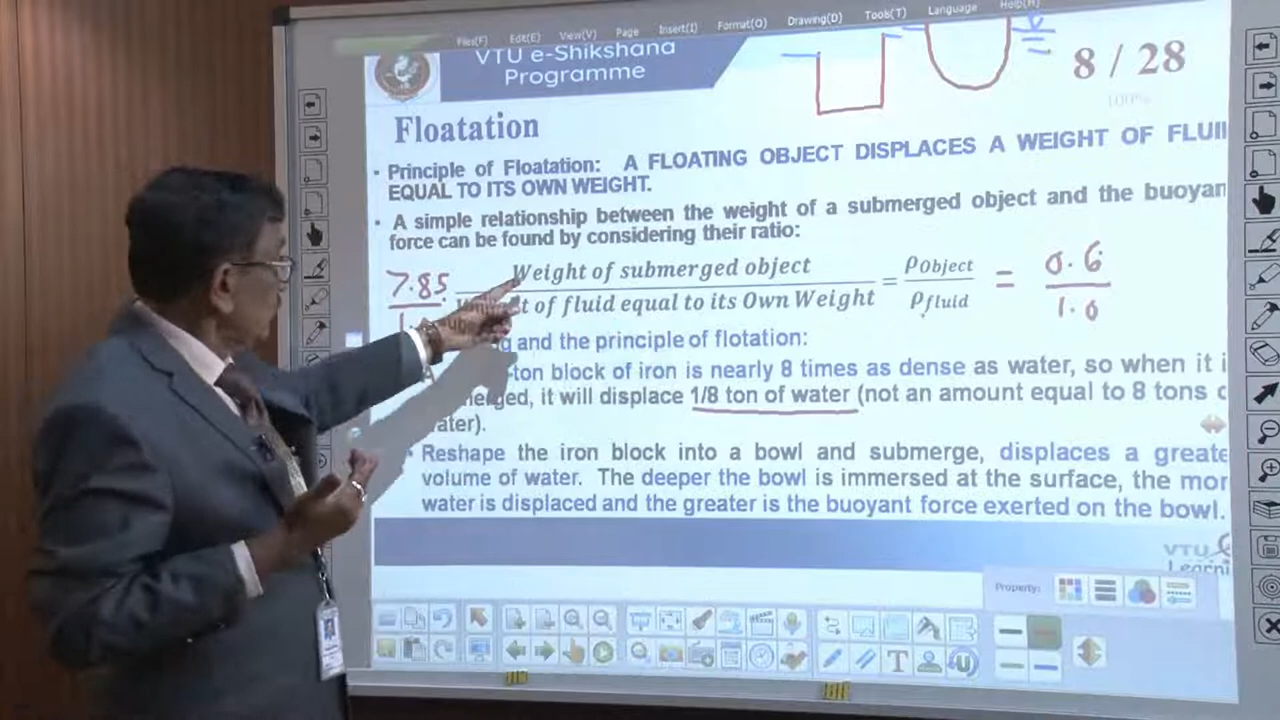 Files(F) Edit(E) View(V) Page Insert(I) Format(O) Drawing(D) Tools(T) Language Help(H)
VTU e-Shikshana
Programme
8 / 28
100%
Floatation
• Principle of Floatation: A FLOATING OBJECT DISPLACES A WEIGHT OF FLUI
EQUAL TO ITS OWN WEIGHT.
• A simple relationship between the weight of a submerged object and the buoyan
force can be found by considering their ratio:
7.85 Weight of submerged object ρObject 0.6
t of fluid equal to its Own Weight = ρfluid = 1.0
and the principle of flotation:
-ton block of iron is nearly 8 times as dense as water, so when it i
merged, it will displace 1/8 ton of water (not an amount equal to 8 tons o
ater).
Reshape the iron block into a bowl and submerge, displaces a greate
volume of water. The deeper the bowl is immersed at the surface, the mor
water is displaced and the greater is the buoyant force exerted on the bowl.
VTU
Learni
Property: